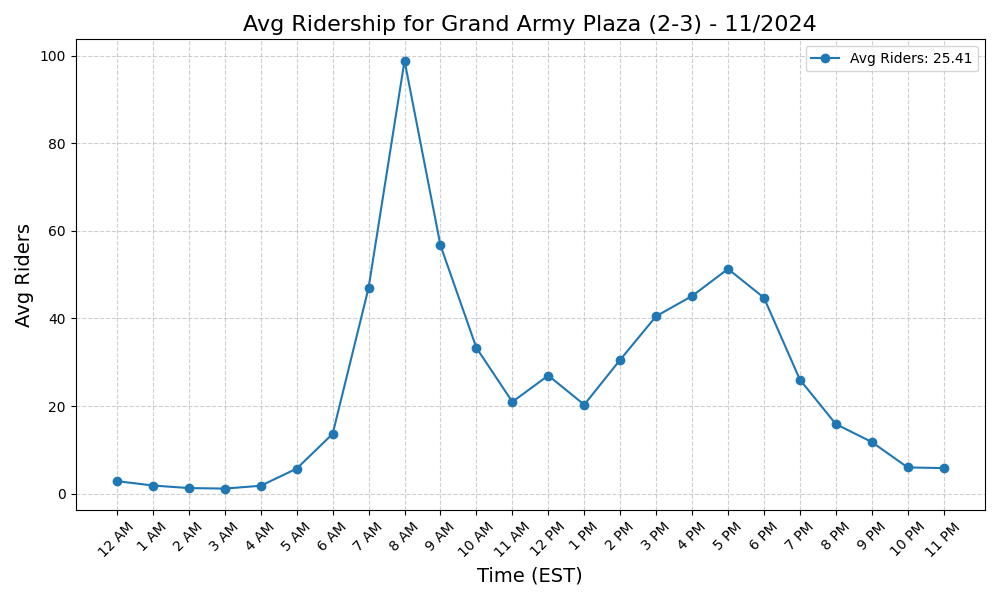 Avg Ridership for Grand Army Plaza (2-3) - 11/2024
Avg Riders: 25.41
100
80
60
40
20
0
Avg Riders
12 AM
1 AM
2 AM
3 AM
4 AM
5 AM
6 AM
7 AM
8 AM
9 AM
10 AM
11 AM
12 PM
1 PM
2 PM
3 PM
4 PM
5 PM
6 PM
7 PM
8 PM
9 PM
10 PM
11 PM
Time (EST)